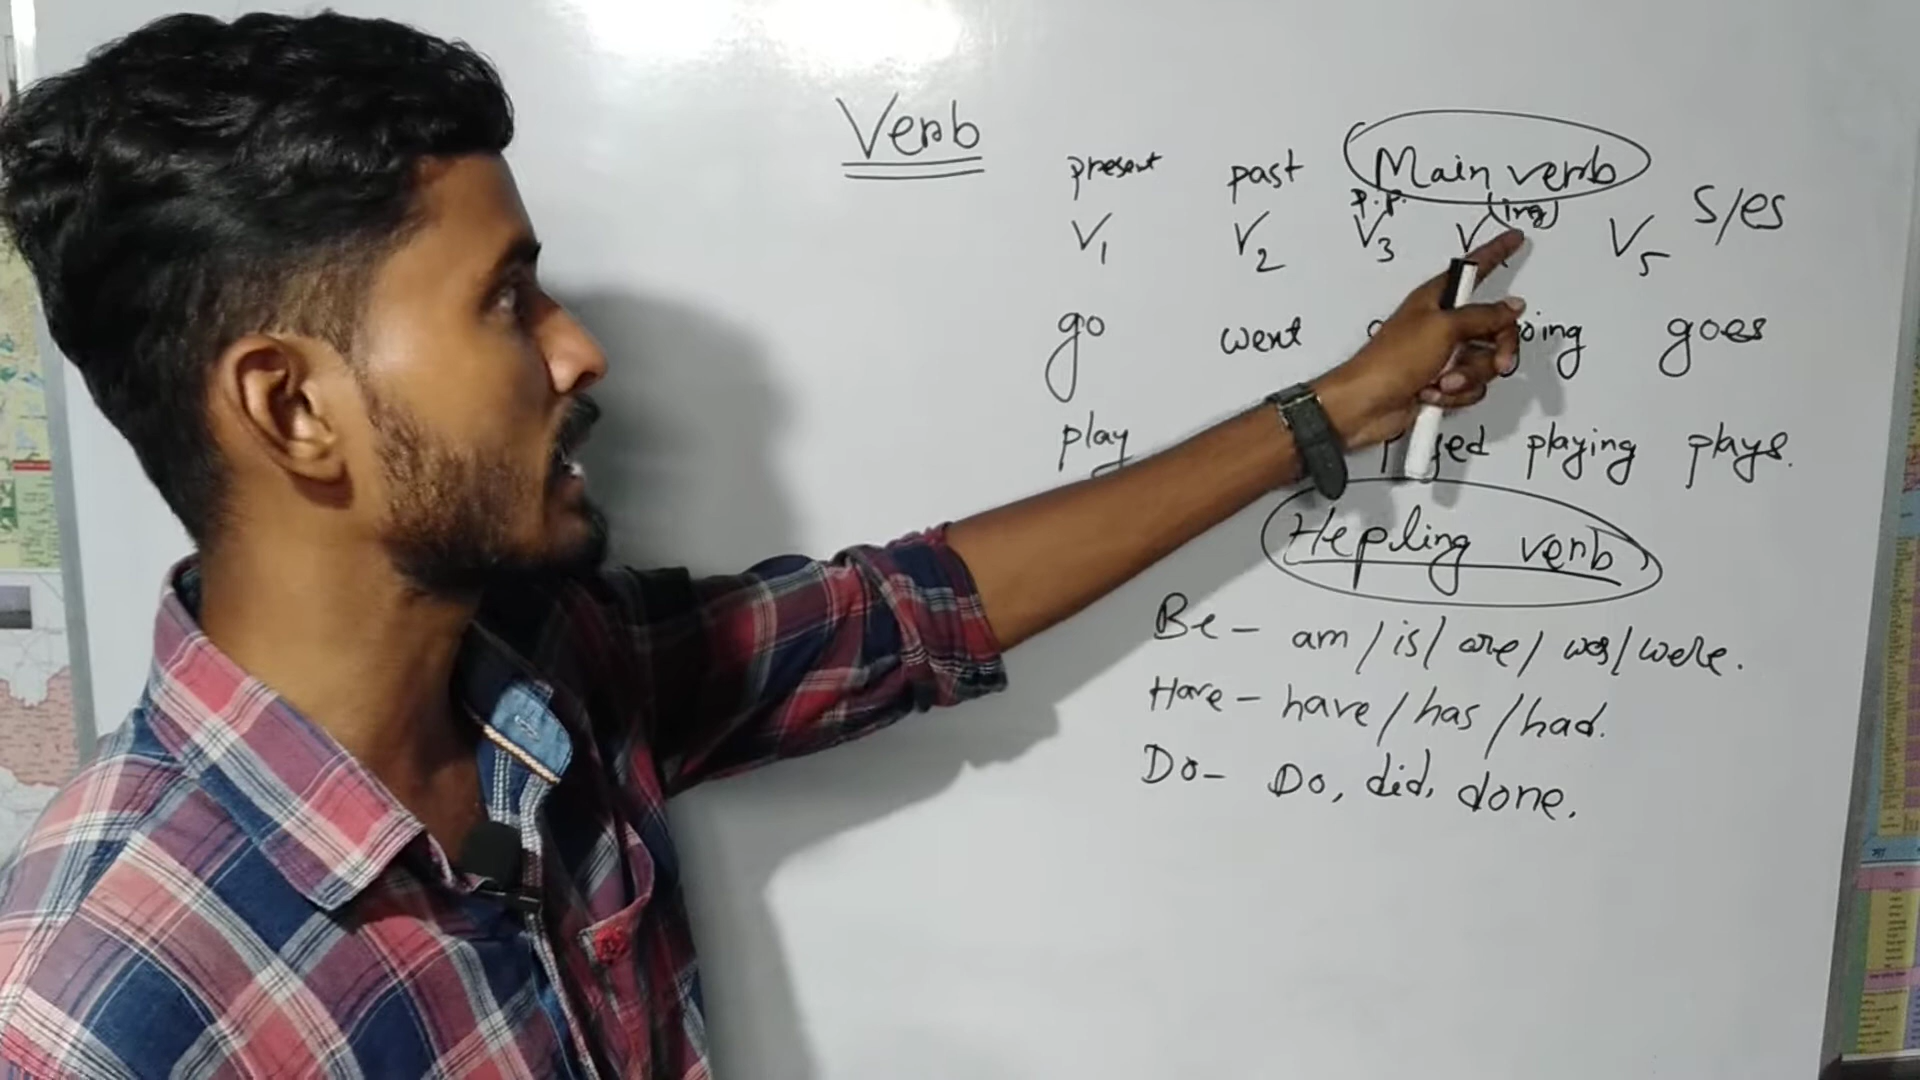 Verb
Main verb
present past p.p. (ing) s/es
V1 V2 V3 V V5
go went going goes
play playing plays.
Hepling verb
Be – am / is / are / was / were.
Have – have / has / had.
Do – Do, did, done.